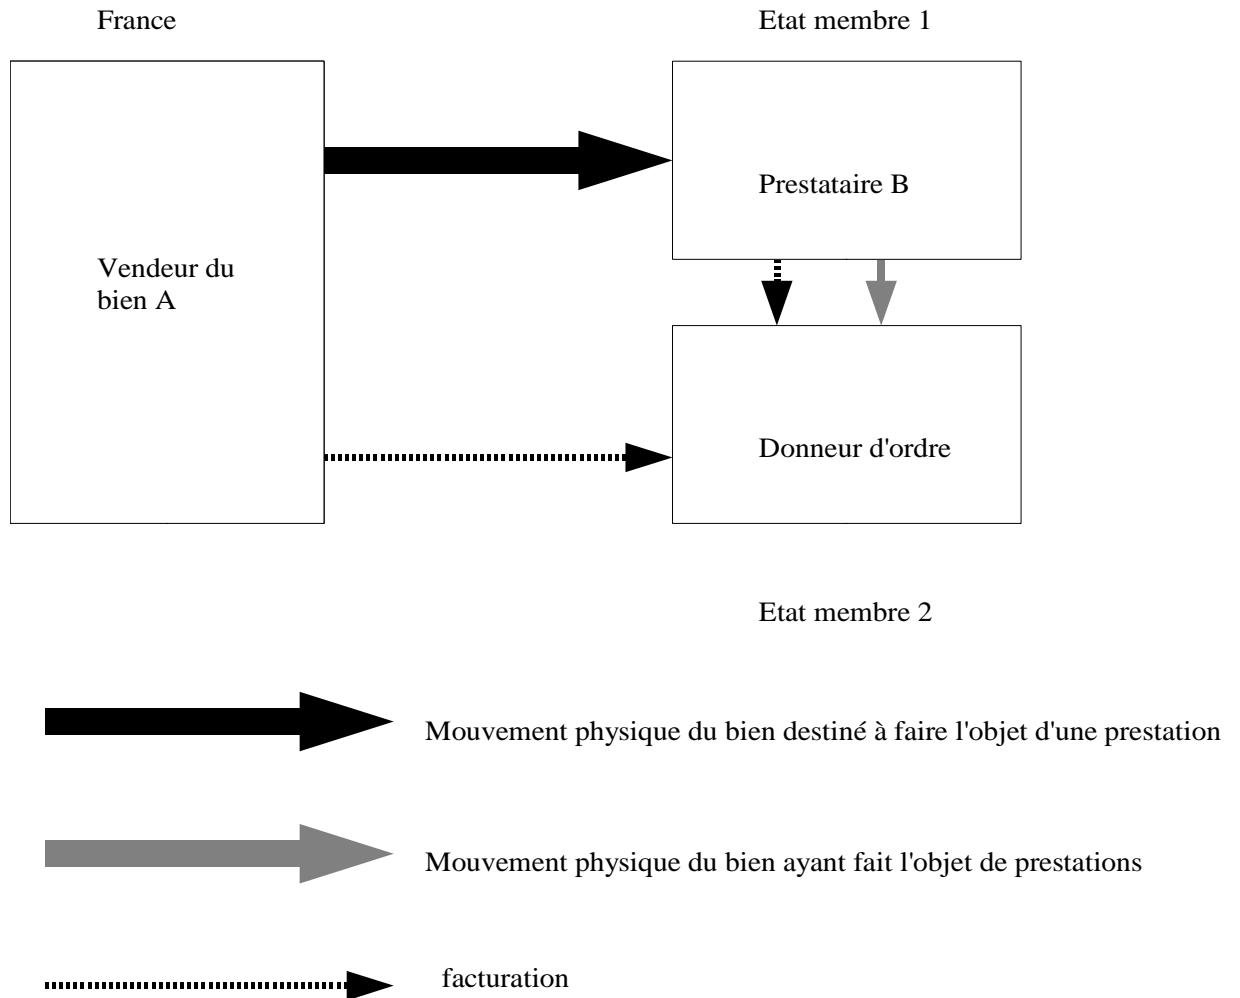 France
Etat membre 1
Prestataire B
Vendeur du
bien A
Donneur d'ordre
Etat membre 2
Mouvement physique du bien destiné à faire l'objet d'une prestation
Mouvement physique du bien ayant fait l'objet de prestations
facturation